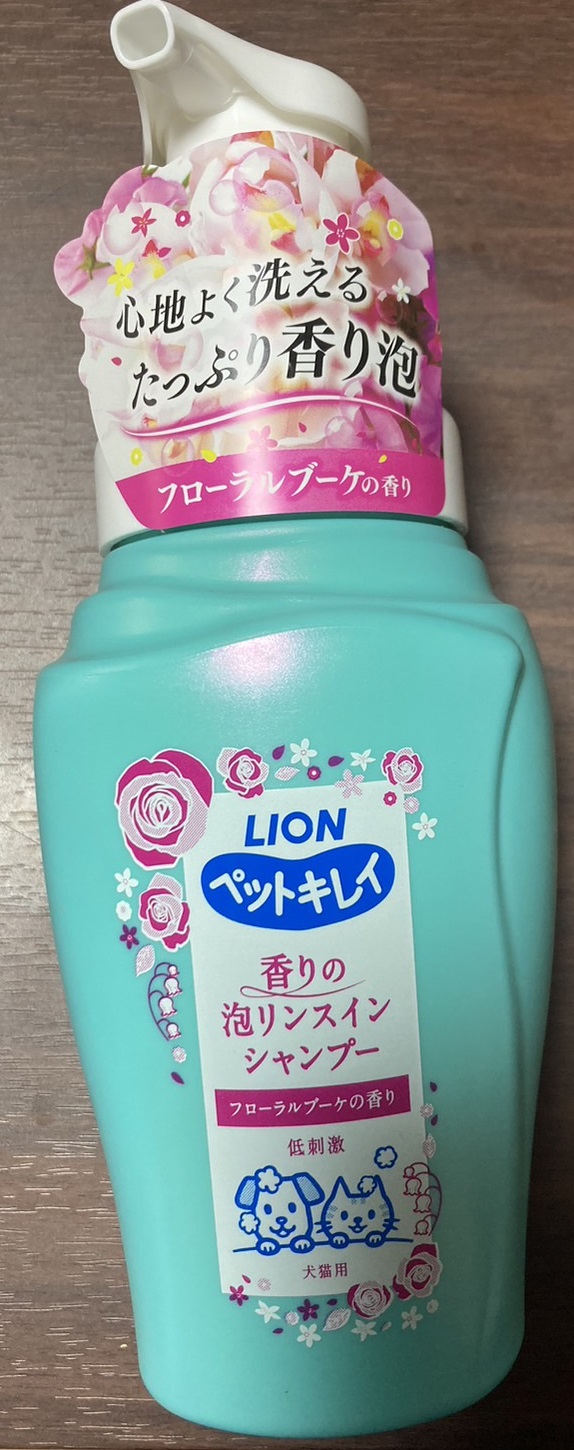 心地よく洗える
たっぷり香り泡
フローラルブーケの香り
LION
ペットキレイ
香りの
泡リンスイン
シャンプー
フローラルブーケの香り
低刺激
犬猫用